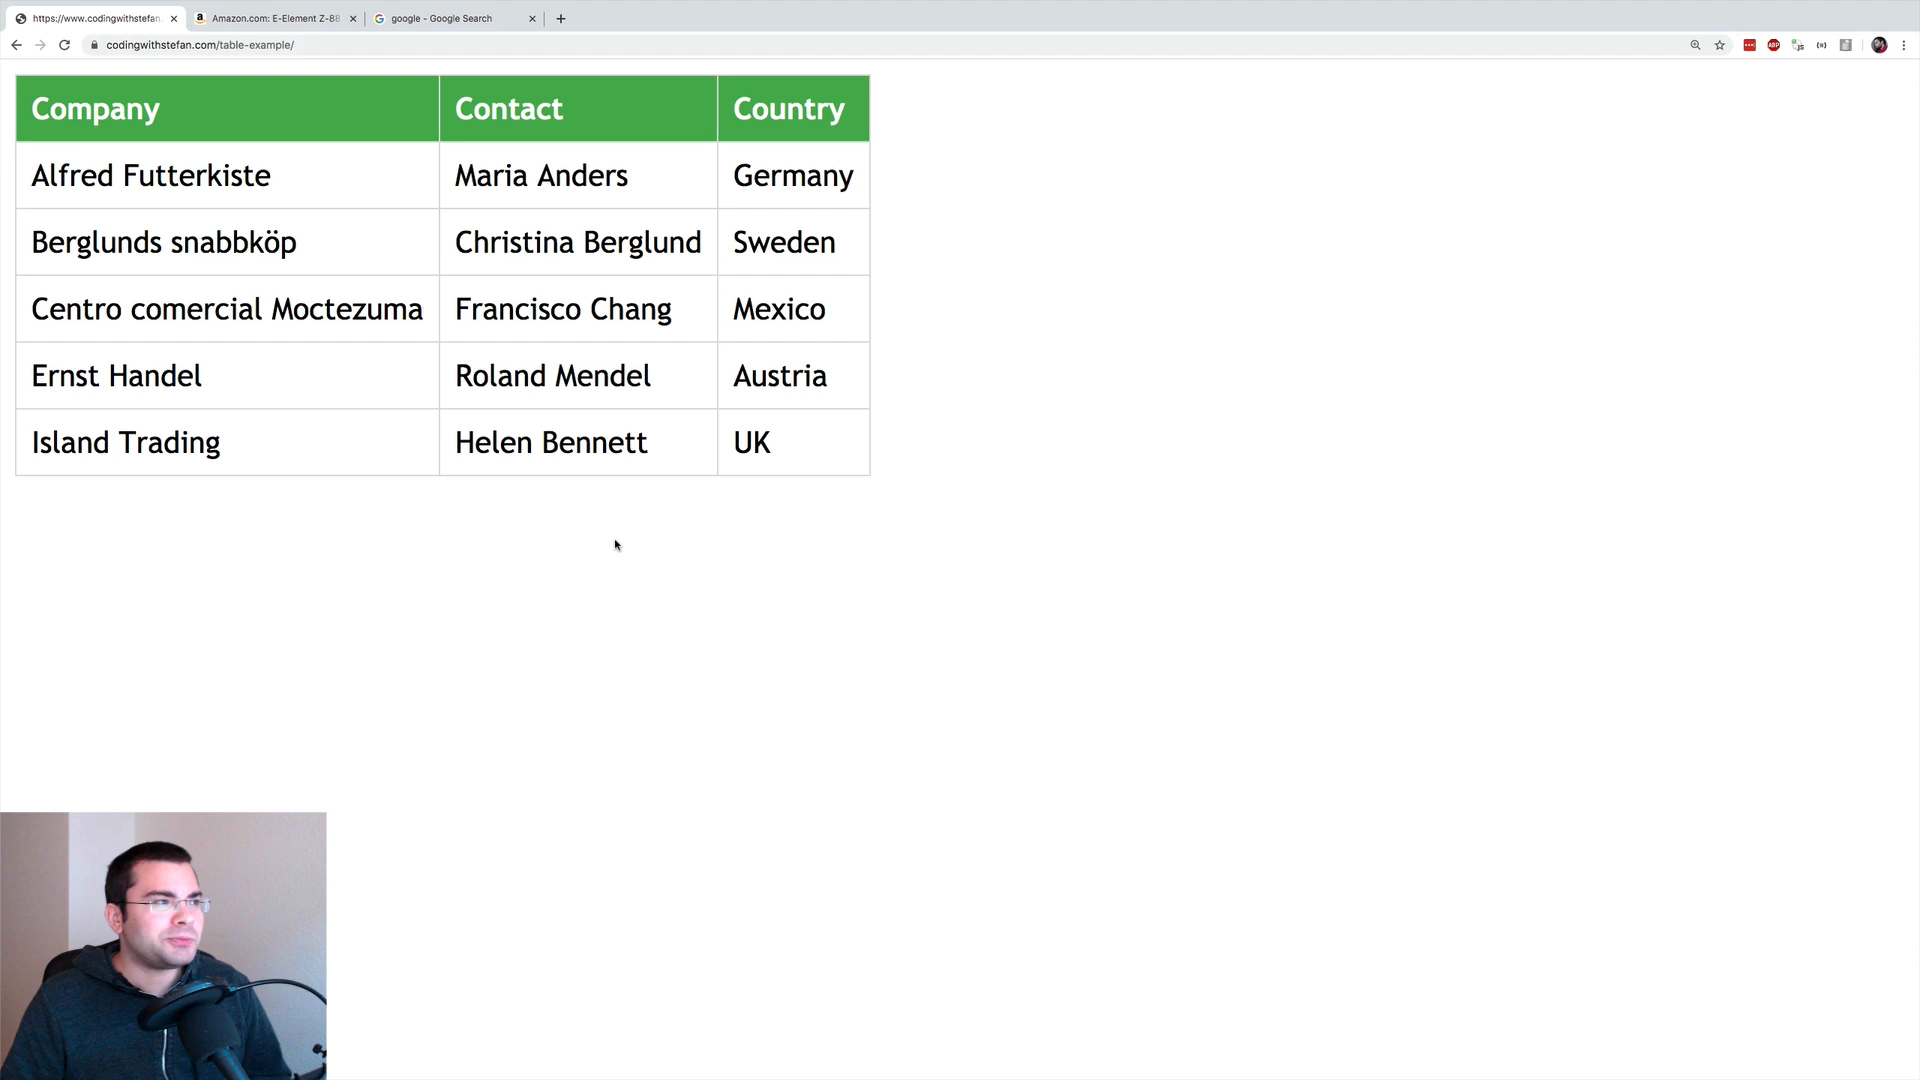 https://www.codingwithstefan.
Amazon.com: E-Element Z-88
google - Google Search
codingwithstefan.com/table-example/
ABP
Company Contact Country
Alfred Futterkiste Maria Anders Germany
Berglunds snabbköp Christina Berglund Sweden
Centro comercial Moctezuma Francisco Chang Mexico
Ernst Handel Roland Mendel Austria
Island Trading Helen Bennett UK